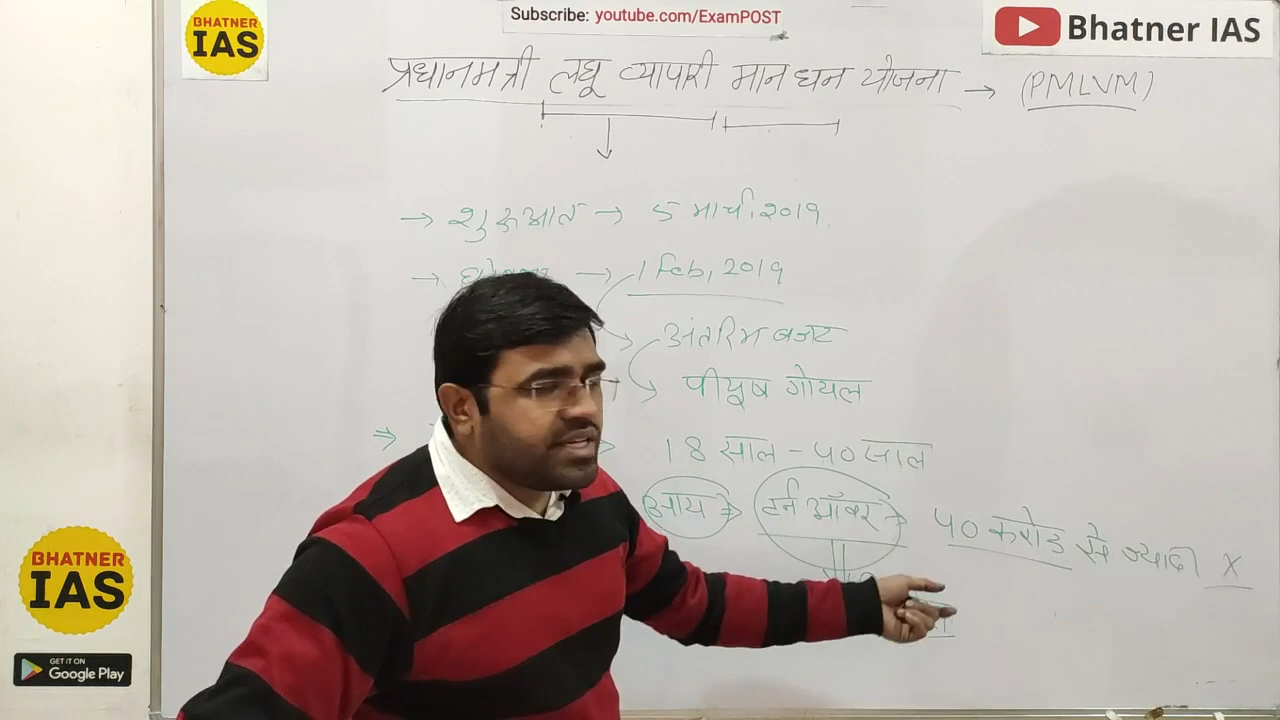 BHATNER
IAS
Subscribe: youtube.com/ExamPOST
Bhatner IAS
प्रधानमंत्री लघु व्यापारी मान धन योजना → (PMLVM)
→ शुरुआत → 5 मार्च, 2019
→ → 1 Feb, 2019
अंतरिम बजट
पीयूष गोयल
⇒ 18 साल - 40 साल
आय ⇒ टर्न ऑवर → 40 करोड़ से ज्यादा X
BHATNER
IAS
GET IT ON
Google Play